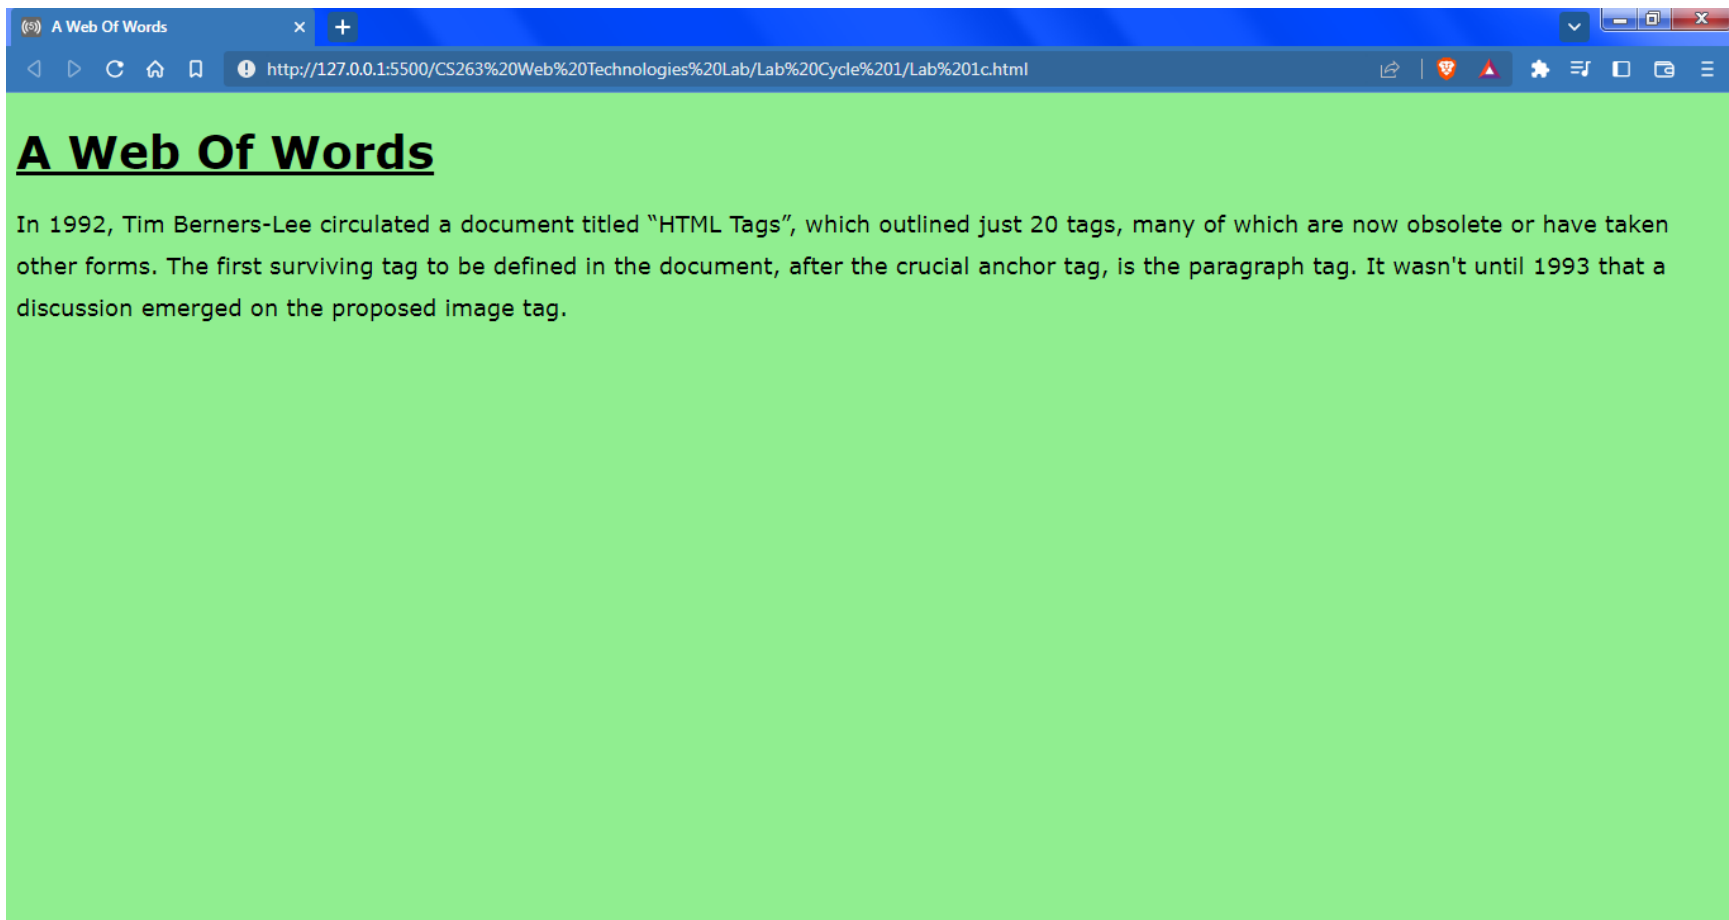 A Web Of Words
http://127.0.0.1:5500/CS263%20Web%20Technologies%20Lab/Lab%20Cycle%201/Lab%201c.html
A Web Of Words
In 1992, Tim Berners-Lee circulated a document titled “HTML Tags”, which outlined just 20 tags, many of which are now obsolete or have taken
other forms. The first surviving tag to be defined in the document, after the crucial anchor tag, is the paragraph tag. It wasn't until 1993 that a
discussion emerged on the proposed image tag.